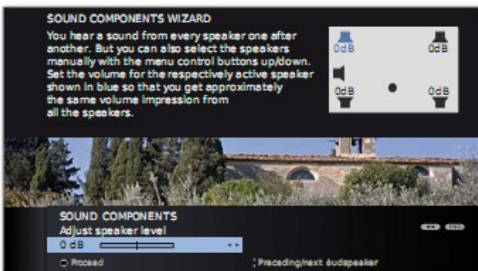 SOUND COMPONENTS WIZARD
You hear a sound from every speaker one after
another. But you can also select the speakers
manually with the menu control buttons up/down.
Set the volume for the respectively active speaker
shown in blue so that you get approximately
the same volume impression from
all the speakers.
0dB 0dB
0dB 0dB
SOUND COMPONENTS
Adjust speaker level
0 dB
Proceed Preceding/next loudspeaker
END